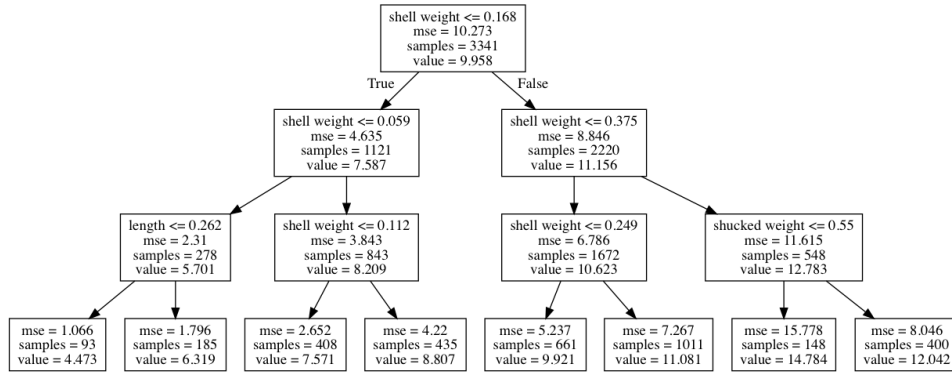 shell weight <= 0.168
mse = 10.273
samples = 3341
value = 9.958
True
False
shell weight <= 0.059
mse = 4.635
samples = 1121
value = 7.587
shell weight <= 0.375
mse = 8.846
samples = 2220
value = 11.156
length <= 0.262
mse = 2.31
samples = 278
value = 5.701
shell weight <= 0.112
mse = 3.843
samples = 843
value = 8.209
shell weight <= 0.249
mse = 6.786
samples = 1672
value = 10.623
shucked weight <= 0.55
mse = 11.615
samples = 548
value = 12.783
mse = 1.066
samples = 93
value = 4.473
mse = 1.796
samples = 185
value = 6.319
mse = 2.652
samples = 408
value = 7.571
mse = 4.22
samples = 435
value = 8.807
mse = 5.237
samples = 661
value = 9.921
mse = 7.267
samples = 1011
value = 11.081
mse = 15.778
samples = 148
value = 14.784
mse = 8.046
samples = 400
value = 12.042